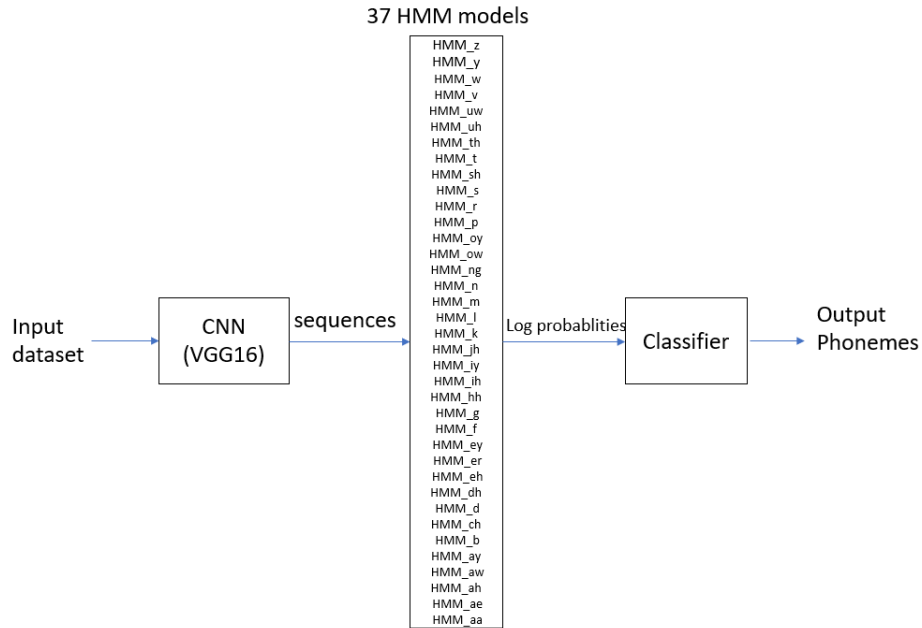 37 HMM models
HMM_z
HMM_y
HMM_w
HMM_v
HMM_uw
HMM_uh
HMM_th
HMM_t
HMM_sh
HMM_s
HMM_r
HMM_p
HMM_oy
HMM_ow
HMM_ng
HMM_n
HMM_m
HMM_l
HMM_k
HMM_jh
HMM_iy
HMM_ih
HMM_hh
HMM_g
HMM_f
HMM_ey
HMM_er
HMM_eh
HMM_dh
HMM_d
HMM_ch
HMM_b
HMM_ay
HMM_aw
HMM_ah
HMM_ae
HMM_aa
Input
dataset
CNN
(VGG16)
sequences
Log probablities
Classifier
Output
Phonemes